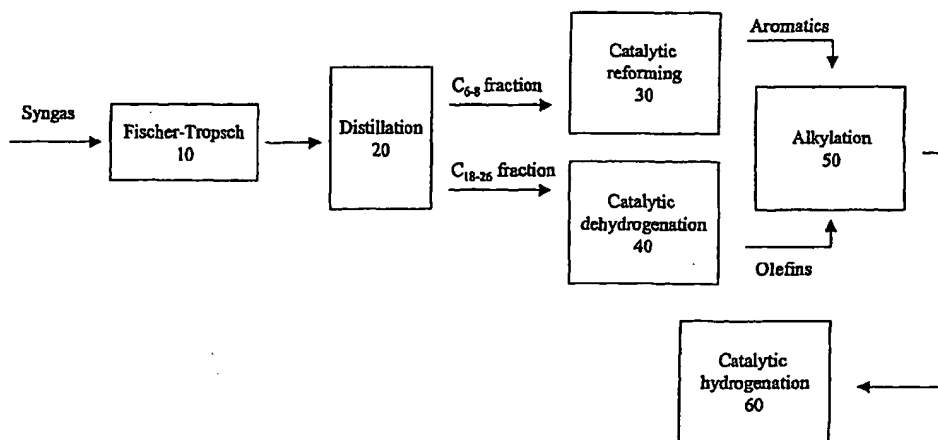 Syngas
Fischer-Tropsch
10
Distillation
20
C6-8 fraction
C18-26 fraction
Catalytic
reforming
30
Catalytic
dehydrogenation
40
Aromatics
Olefins
Alkylation
50
Catalytic
hydrogenation
60